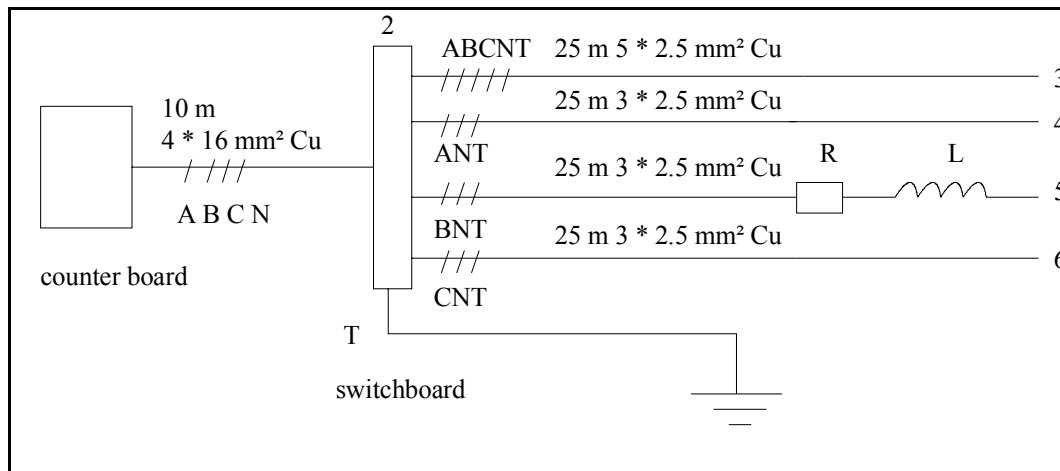 2
ABCNT
25 m 5 * 2.5 mm² Cu
3
10 m
4 * 16 mm² Cu
25 m 3 * 2.5 mm² Cu
4
ANT
25 m 3 * 2.5 mm² Cu
R
L
5
A B C N
BNT
25 m 3 * 2.5 mm² Cu
6
counter board
CNT
T
switchboard